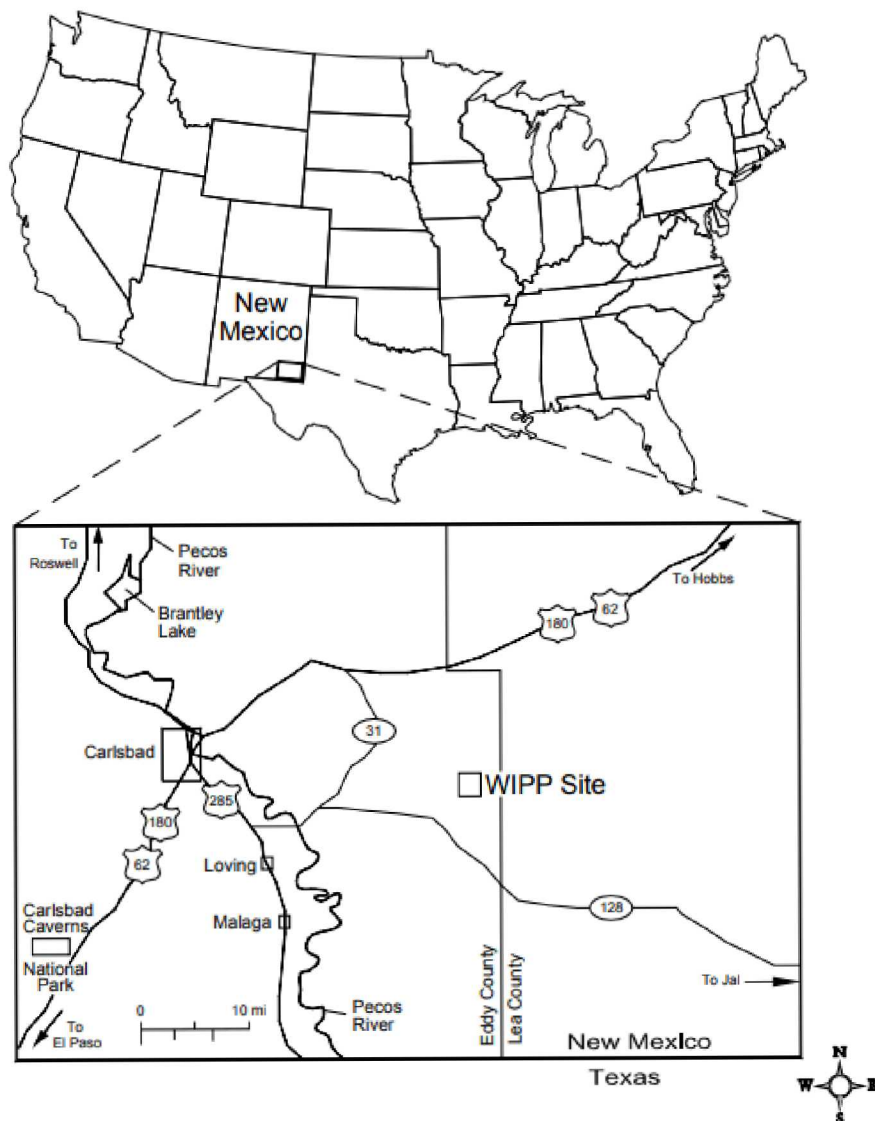 New
Mexico
To
Roswell
Pecos
River
To Hobbs
Brantley
Lake
180
62
31
Carlsbad
WIPP Site
285
180
62
Loving
Carlsbad
Caverns
National
Park
Malaga
128
Eddy County
Lea County
To Jal
0
10 mi
Pecos
River
To
El Paso
New Mexico
Texas
N
W
E
S